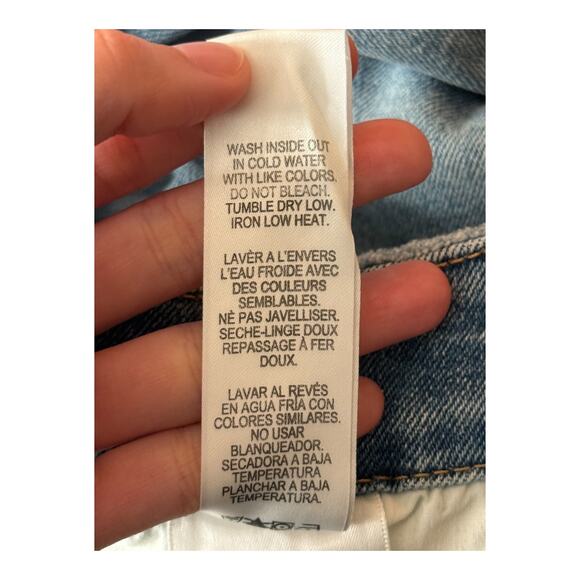 WASH INSIDE OUT
IN COLD WATER
WITH LIKE COLORS.
DO NOT BLEACH.
TUMBLE DRY LOW.
IRON LOW HEAT.
LAVÈR A L'ENVERS
L'EAU FROIDE AVEC
DES COULEURS
SEMBLABLES.
NÈ PAS JAVELLISER.
SECHE-LINGE DOUX
REPASSAGE À FER
DOUX.
LAVAR AL REVÉS
EN AGUA FRÍA CON
COLORES SIMILARES.
NO USAR
BLANQUEADOR.
SECADORA A BAJA
TEMPERATURA
PLANCHAR A BAJA
TEMPERATURA.